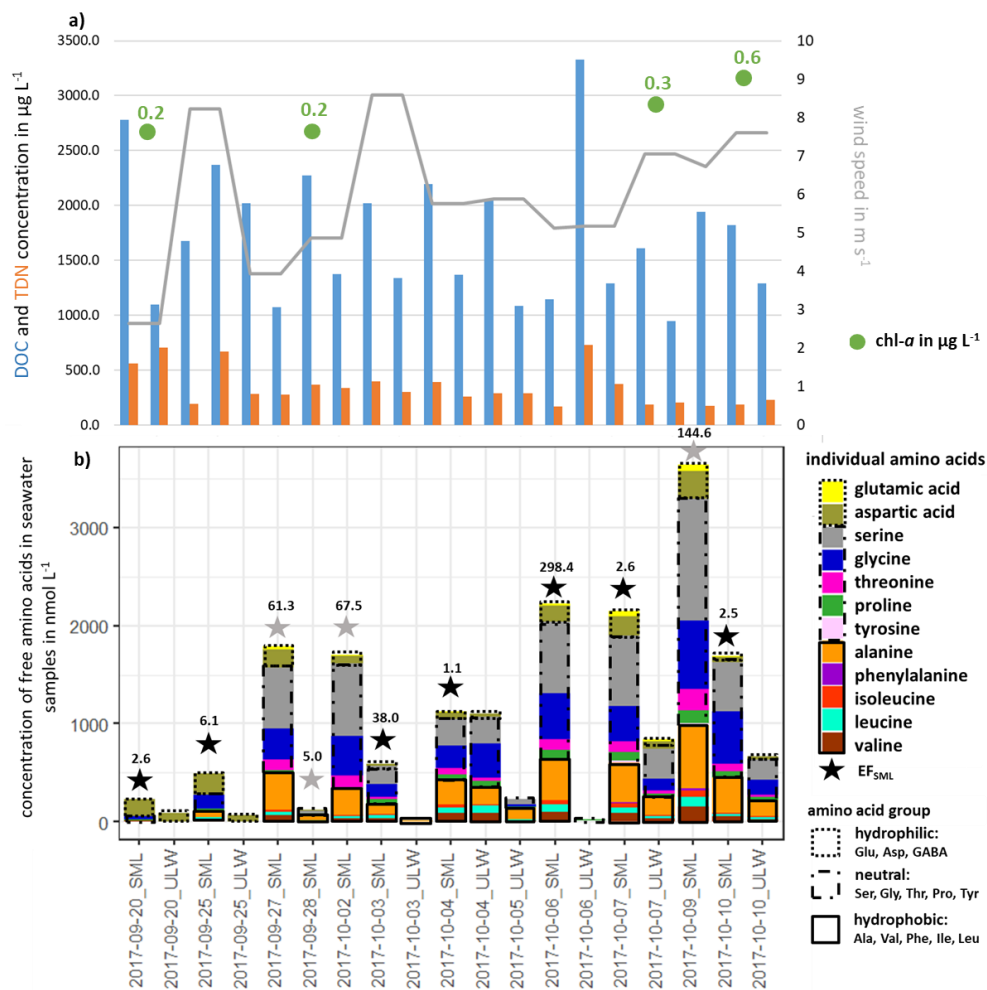 a)
3500.0
3000.0
2500.0
2000.0
1500.0
1000.0
500.0
0.0
DOC and TDN concentration in µg L-1
10
9
8
7
6
5
4
3
2
1
0
wind speed in m s-1
0.2
0.2
0.3
0.6
chl-a in µg L-1
b)
3000
2000
1000
0
concentration of free amino acids in seawater
samples in nmol L-1
2.6
6.1
61.3
5.0
67.5
38.0
1.1
298.4
2.6
144.6
2.5
2017-09-20_SML
2017-09-20_ULW
2017-09-25_SML
2017-09-25_ULW
2017-09-27_SML
2017-09-28_SML
2017-10-02_SML
2017-10-03_SML
2017-10-03_ULW
2017-10-04_SML
2017-10-04_ULW
2017-10-05_ULW
2017-10-06_SML
2017-10-06_ULW
2017-10-07_SML
2017-10-07_ULW
2017-10-09_SML
2017-10-10_SML
2017-10-10_ULW
individual amino acids
glutamic acid
aspartic acid
serine
glycine
threonine
proline
tyrosine
alanine
phenylalanine
isoleucine
leucine
valine
EFSML
amino acid group
hydrophilic:
Glu, Asp, GABA
neutral:
Ser, Gly, Thr, Pro, Tyr
hydrophobic:
Ala, Val, Phe, Ile, Leu